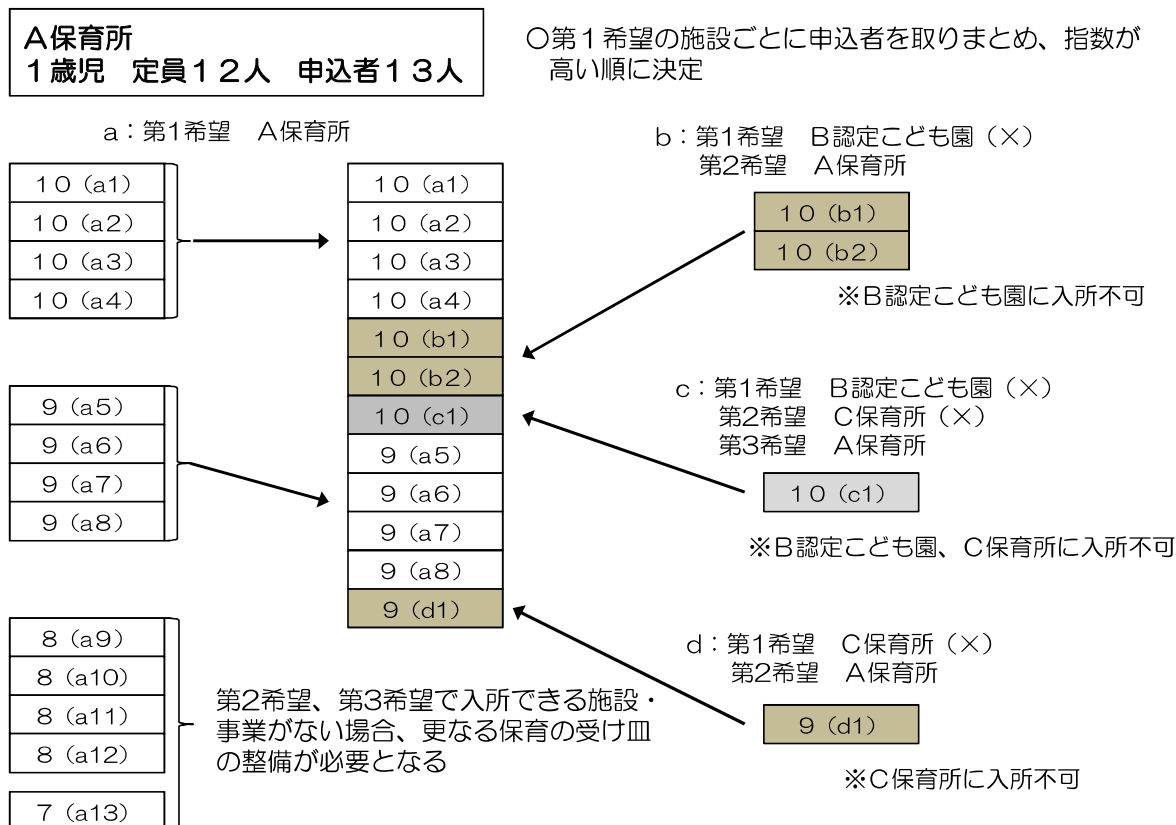 A保育所
1歳児　定員12人　申込者13人
○第1希望の施設ごとに申込者を取りまとめ、指数が
高い順に決定
a：第1希望　A保育所
10（a1）
10（a2）
10（a3）
10（a4）
9（a5）
9（a6）
9（a7）
9（a8）
8（a9）
8（a10）
8（a11）
8（a12）
7（a13）
10（a1）
10（a2）
10（a3）
10（a4）
10（b1）
10（b2）
10（c1）
9（a5）
9（a6）
9（a7）
9（a8）
9（d1）
第2希望、第3希望で入所できる施設・
事業がない場合、更なる保育の受け皿
の整備が必要となる
b：第1希望　B認定こども園（×）
第2希望　A保育所
10（b1）
10（b2）
※B認定こども園に入所不可
c：第1希望　B認定こども園（×）
第2希望　C保育所（×）
第3希望　A保育所
10（c1）
※B認定こども園、C保育所に入所不可
d：第1希望　C保育所（×）
第2希望　A保育所
9（d1）
※C保育所に入所不可